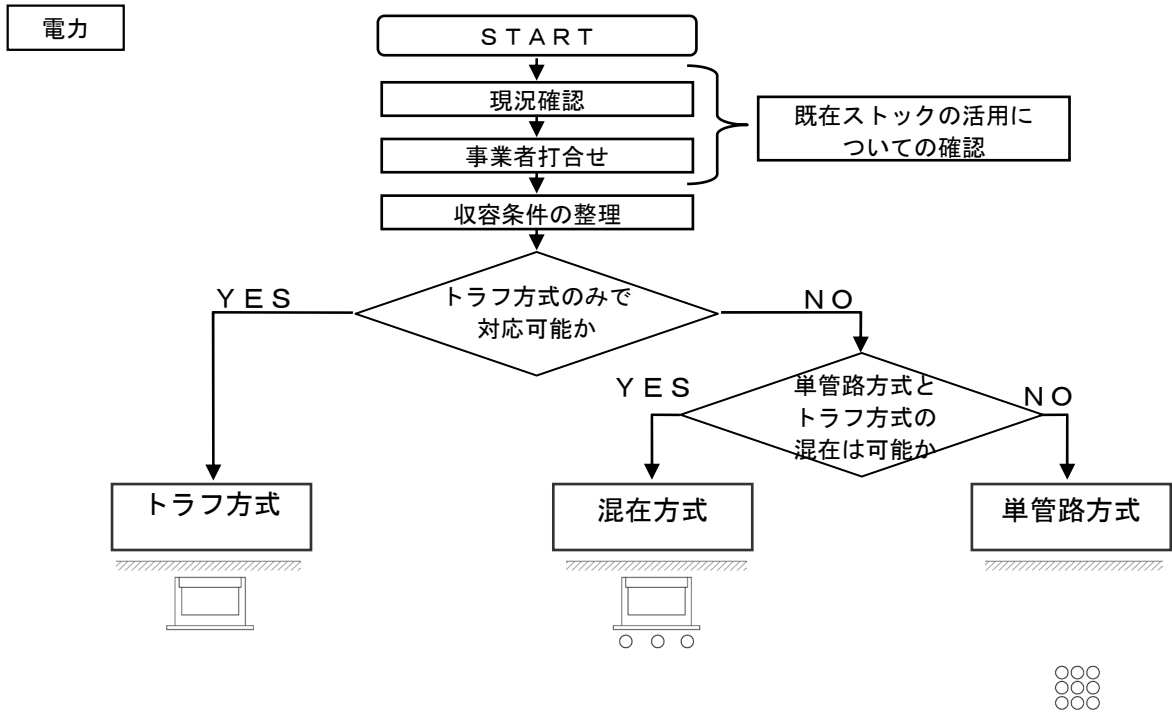 電力
ＳＴＡＲＴ
現況確認
事業者打合せ
既在ストックの活用に
ついての確認
収容条件の整理
トラフ方式のみで
対応可能か
ＹＥＳ
ＮＯ
単管路方式と
トラフ方式の
混在は可能か
ＹＥＳ
ＮＯ
トラフ方式
混在方式
単管路方式